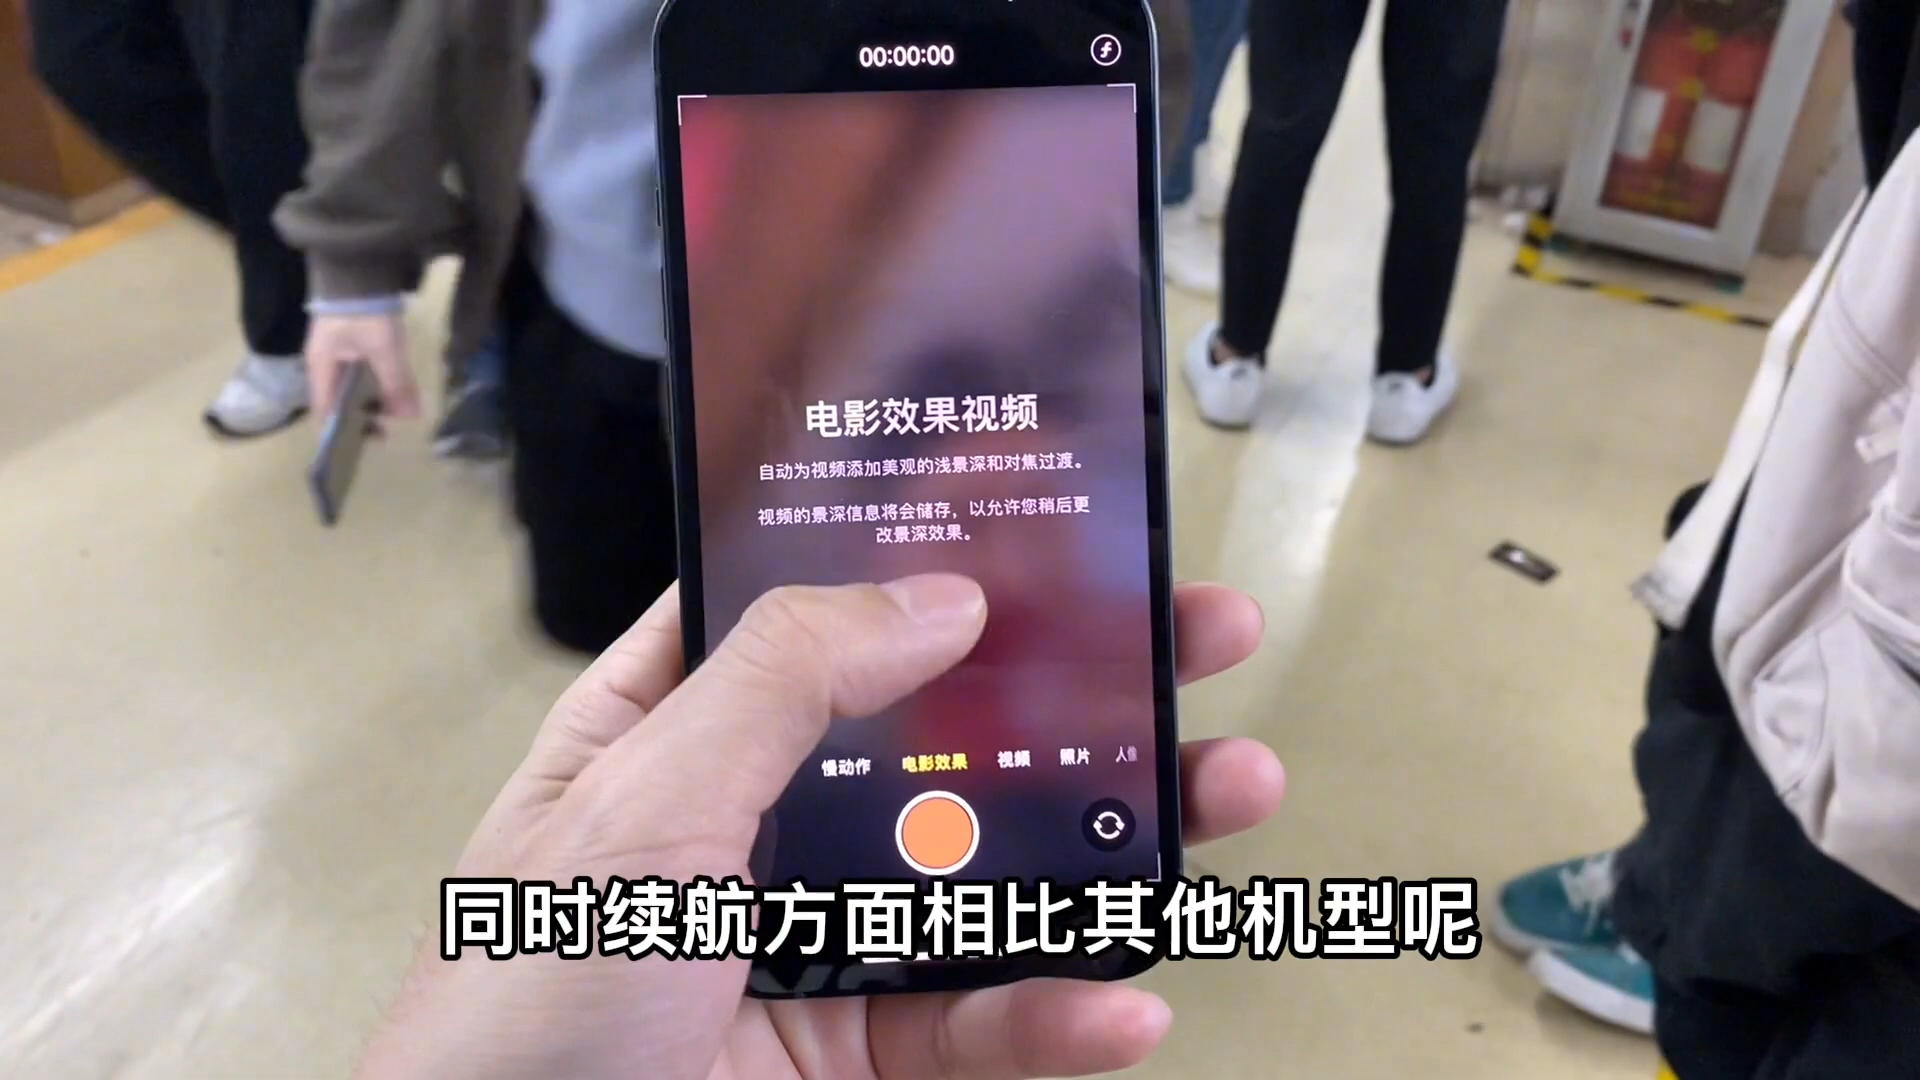 00:00:00
电影效果视频
自动为视频添加美观的浅景深和对焦过渡。
视频的景深信息将会储存，以允许您稍后更
改景深效果。
慢动作 电影效果 视频 照片 人像
同时续航方面相比其他机型呢